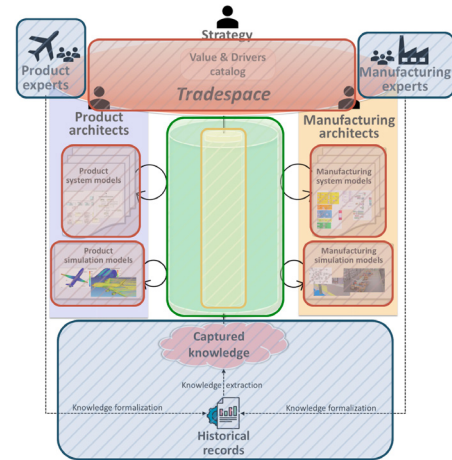 Strategy
Value & Drivers
catalog
Tradespace
Product
experts
Manufacturing
experts
Product
architects
Manufacturing
architects
Product
system models
Manufacturing
system models
Product
simulation models
Manufacturing
simulation models
Captured
knowledge
Knowledge extraction
Knowledge formalization
Knowledge formalization
Historical
records